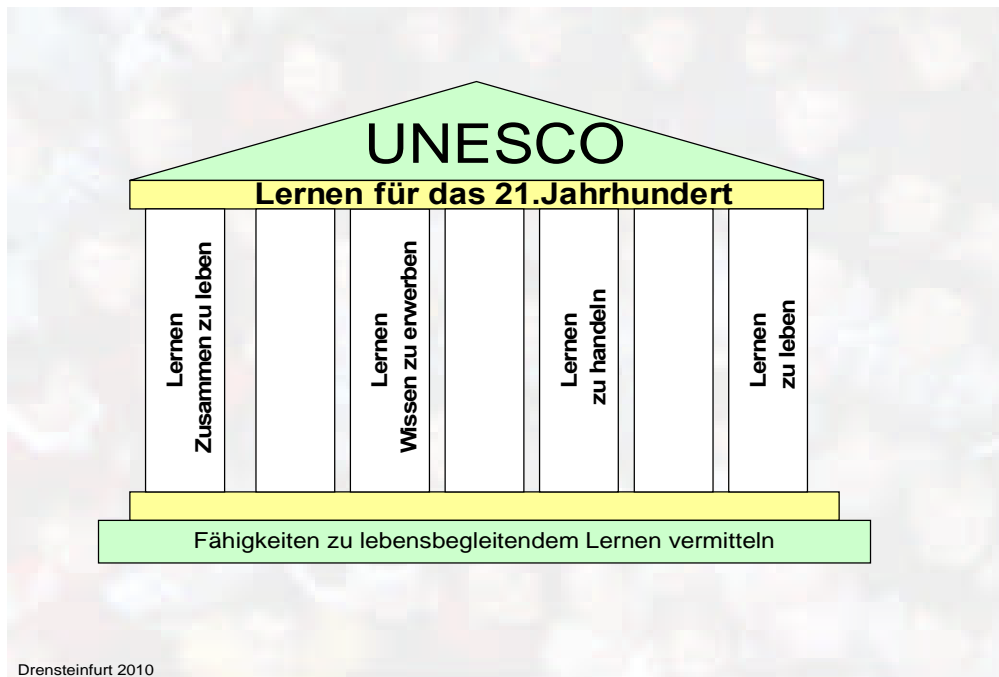 UNESCO
Lernen für das 21.Jahrhundert
Lernen
Zusammen zu leben
Lernen
Wissen zu erwerben
Lernen
zu handeln
Lernen
zu leben
Fähigkeiten zu lebensbegleitendem Lernen vermitteln
Drensteinfurt 2010